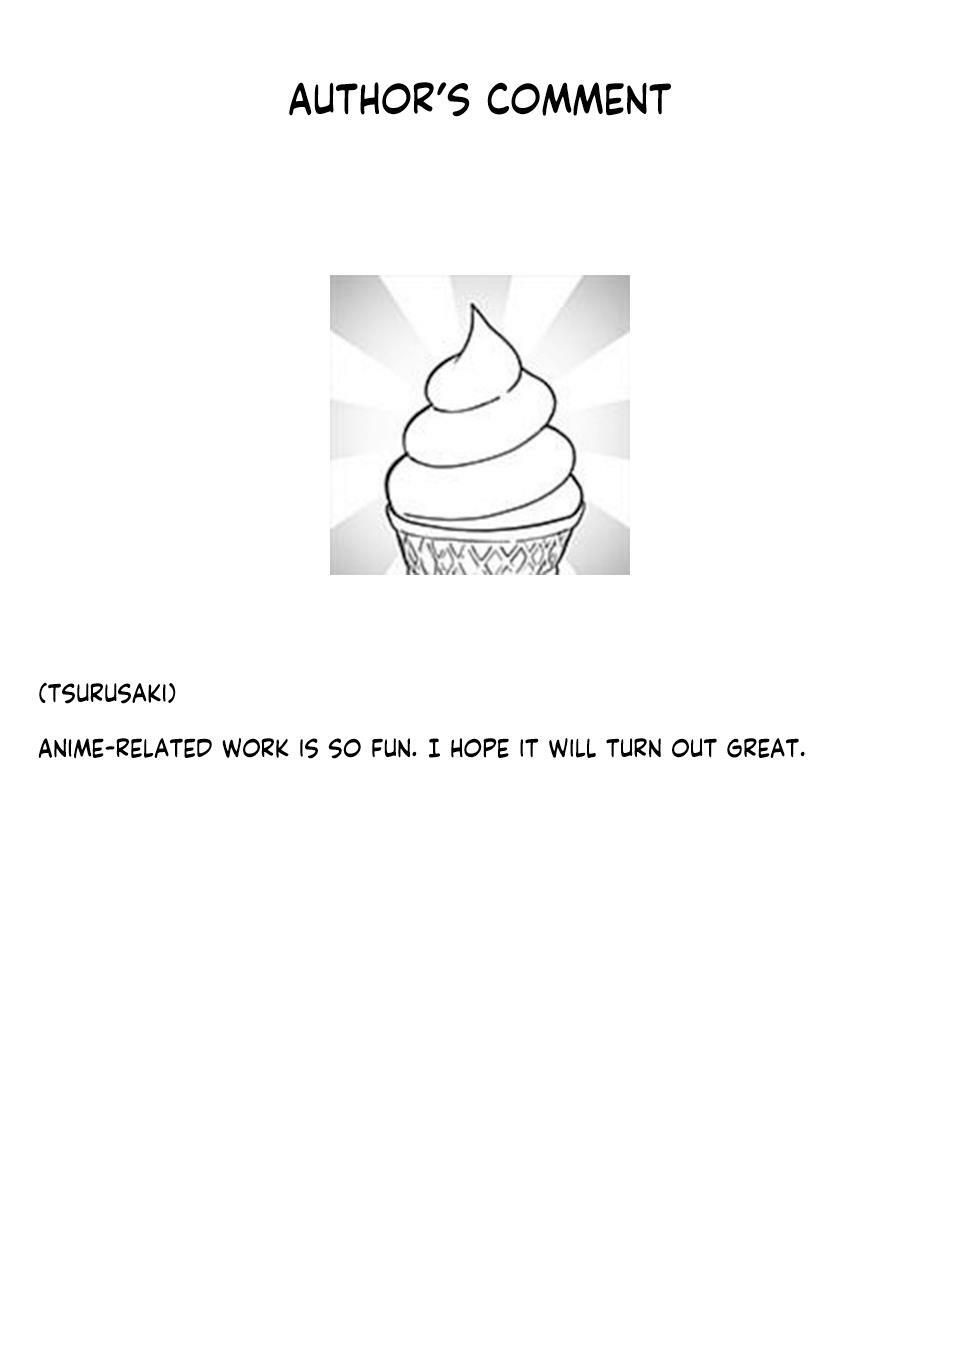 AUTHOR'S COMMENT
(TSURUSAKI)
ANIME-RELATED WORK IS SO FUN. I HOPE IT WILL TURN OUT GREAT.